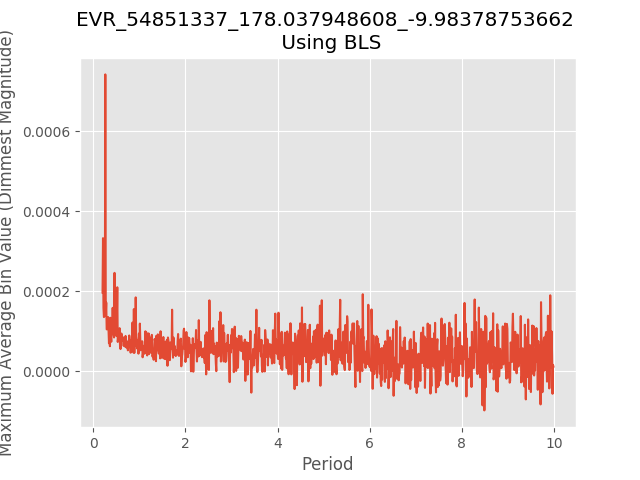 EVR_54851337_178.037948608_-9.98378753662
Using BLS
Maximum Average Bin Value (Dimmest Magnitude)
0.0006
0.0004
0.0002
0.0000
0
2
4
6
8
10
Period